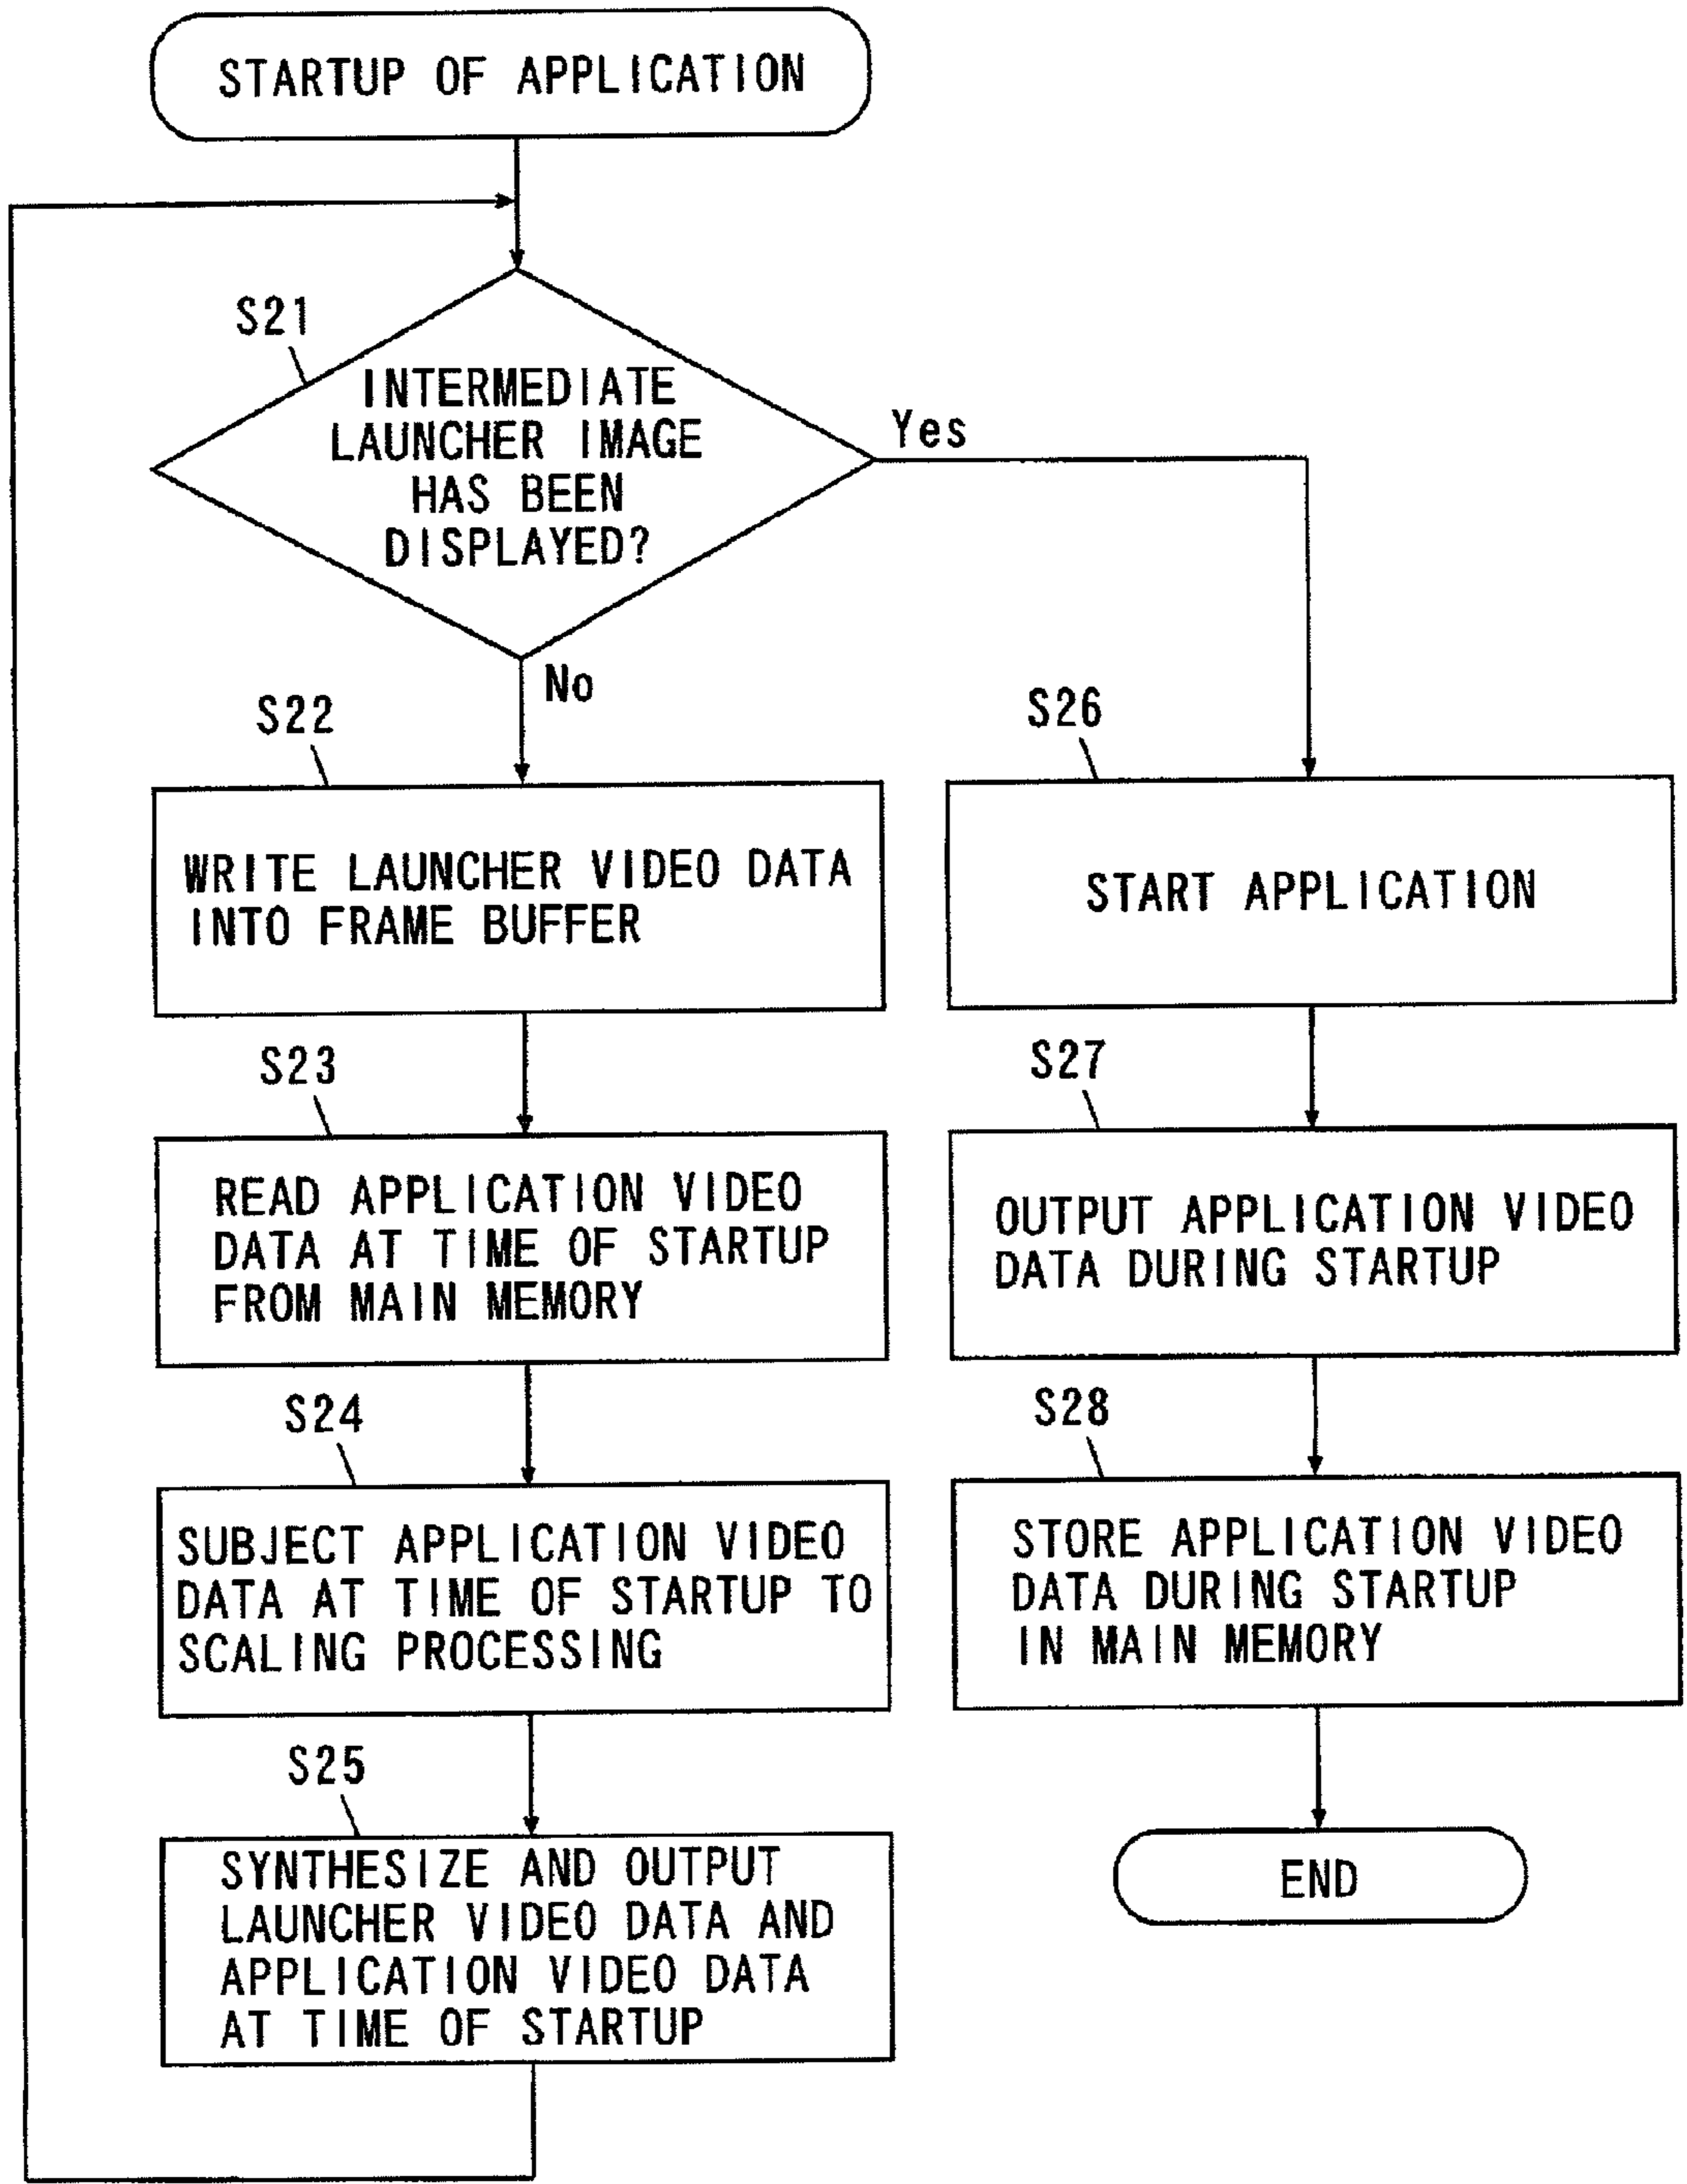 STARTUP OF APPLICATION
S21
INTERMEDIATE
LAUNCHER IMAGE
HAS BEEN
DISPLAYED?
Yes
No
S22
WRITE LAUNCHER VIDEO DATA
INTO FRAME BUFFER
S23
READ APPLICATION VIDEO
DATA AT TIME OF STARTUP
FROM MAIN MEMORY
S24
SUBJECT APPLICATION VIDEO
DATA AT TIME OF STARTUP TO
SCALING PROCESSING
S25
SYNTHESIZE AND OUTPUT
LAUNCHER VIDEO DATA AND
APPLICATION VIDEO DATA
AT TIME OF STARTUP
S26
START APPLICATION
S27
OUTPUT APPLICATION VIDEO
DATA DURING STARTUP
S28
STORE APPLICATION VIDEO
DATA DURING STARTUP
IN MAIN MEMORY
END